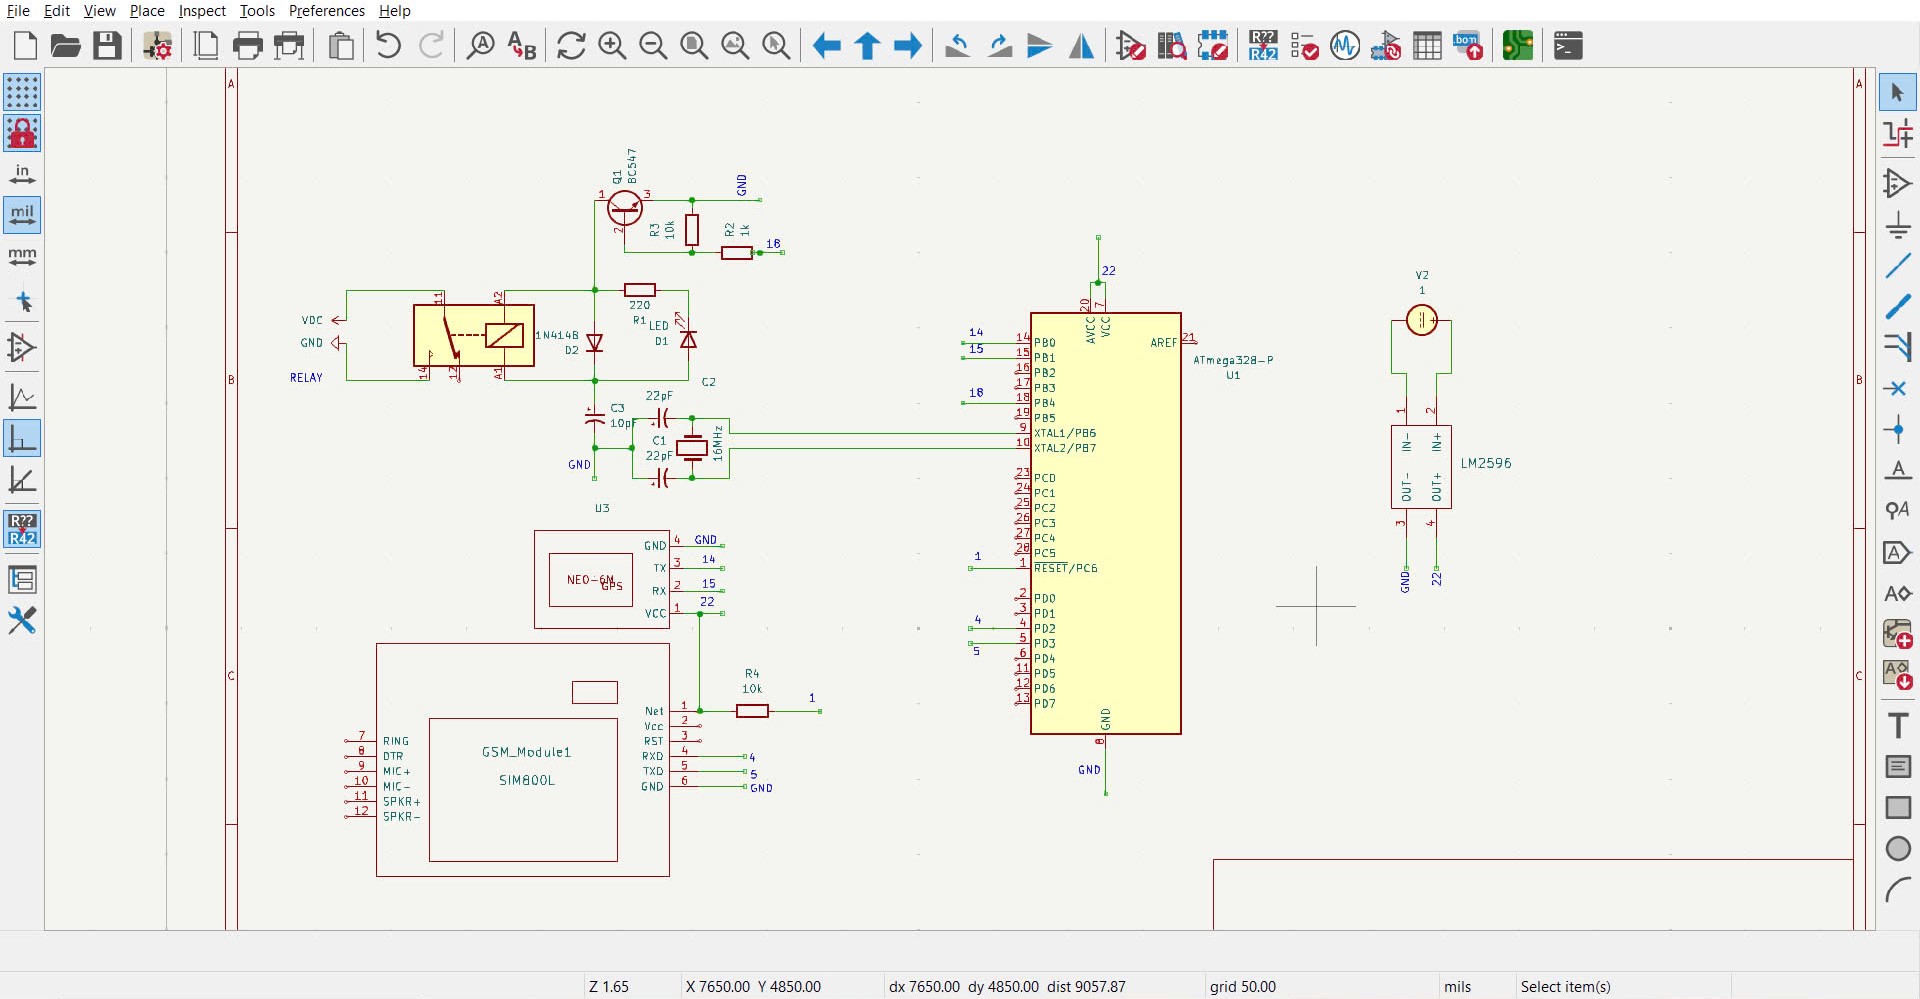 File Edit View Place Inspect Tools Preferences Help
A
B
R??
R42
bom
>_
in
mil
mm
R??
R42
A
A
A
A
A
T
A
A
B
B
C
C
Q1
BC547
1
3
2
GND
R3
10k
R2
1k
18
VDC
GND
RELAY
11
A2
14
12
A1
220
R1
1N4148
D2
LED
D1
C2
22pF
C3
10pF
C1
22pF
16MHz
GND
U3
NEO-6M
GPS
GND 4 GND
TX 3 14
RX 2 15
VCC 1 22
R4
10k
1
GSM_Module1
SIM800L
Net 1
Vcc 2
RST 3
RXD 4 4
TXD 5 5
GND 6 GND
7 RING
8 DTR
9 MIC+
10 MIC-
11 SPKR+
12 SPKR-
22
20
7
AVCC
VCC
14 14 PB0
15 15 PB1
16 PB2
17 PB3
18 18 PB4
19 PB5
9 XTAL1/PB6
10 XTAL2/PB7
23 PC0
24 PC1
25 PC2
26 PC3
27 PC4
28 PC5
1 1 RESET/PC6
2 PD0
3 PD1
4 4 PD2
5 5 PD3
6 PD4
11 PD5
12 PD6
13 PD7
AREF 21
ATmega328-P
U1
GND
8
GND
V2
1
1
2
IN-
IN+
LM2596
OUT-
OUT+
3
4
GND
22
Z 1.65 X 7650.00 Y 4850.00 dx 7650.00 dy 4850.00 dist 9057.87 grid 50.00 mils Select item(s)